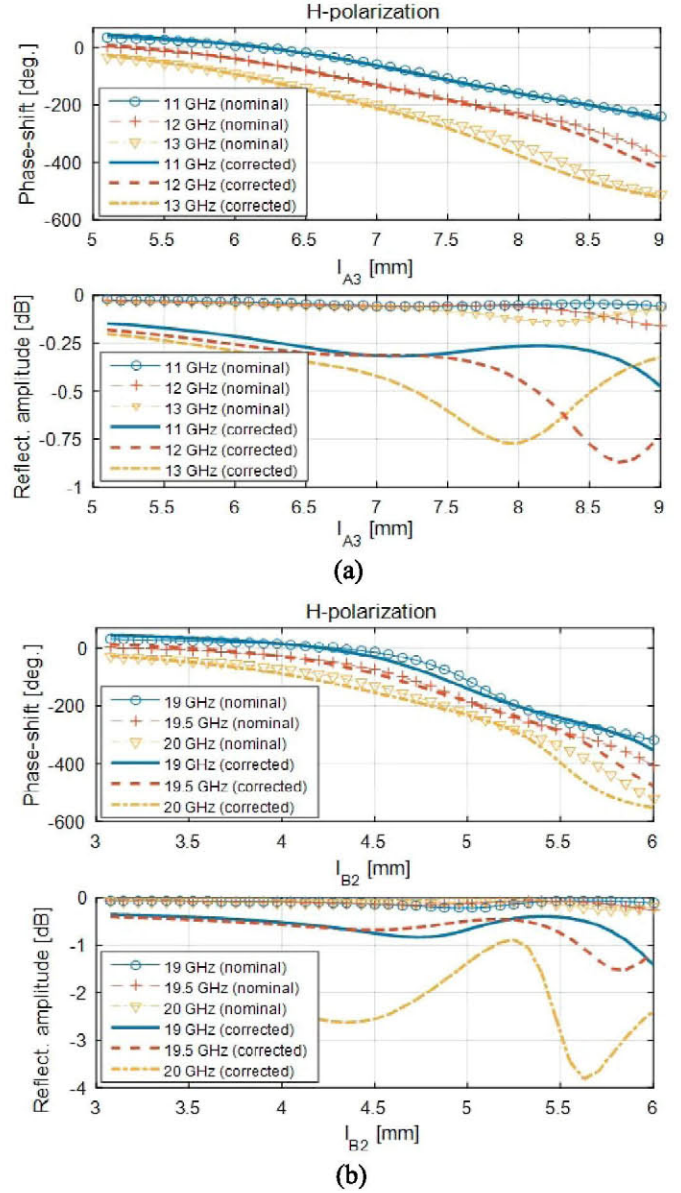 H-polarization
Phase-shift [deg.]
0
-200
-400
-600
11 GHz (nominal)
12 GHz (nominal)
13 GHz (nominal)
11 GHz (corrected)
12 GHz (corrected)
13 GHz (corrected)
5 5.5 6 6.5 7 7.5 8 8.5 9
lA3 [mm]
Reflect. amplitude [dB]
0
-0.25
-0.5
-0.75
-1
11 GHz (nominal)
12 GHz (nominal)
13 GHz (nominal)
11 GHz (corrected)
12 GHz (corrected)
13 GHz (corrected)
5 5.5 6 6.5 7 7.5 8 8.5 9
lA3 [mm]
(a)
H-polarization
Phase-shift [deg.]
0
-200
-400
-600
19 GHz (nominal)
19.5 GHz (nominal)
20 GHz (nominal)
19 GHz (corrected)
19.5 GHz (corrected)
20 GHz (corrected)
3 3.5 4 4.5 5 5.5 6
lB2 [mm]
Reflect. amplitude [dB]
0
-1
-2
-3
-4
19 GHz (nominal)
19.5 GHz (nominal)
20 GHz (nominal)
19 GHz (corrected)
19.5 GHz (corrected)
20 GHz (corrected)
3 3.5 4 4.5 5 5.5 6
lB2 [mm]
(b)